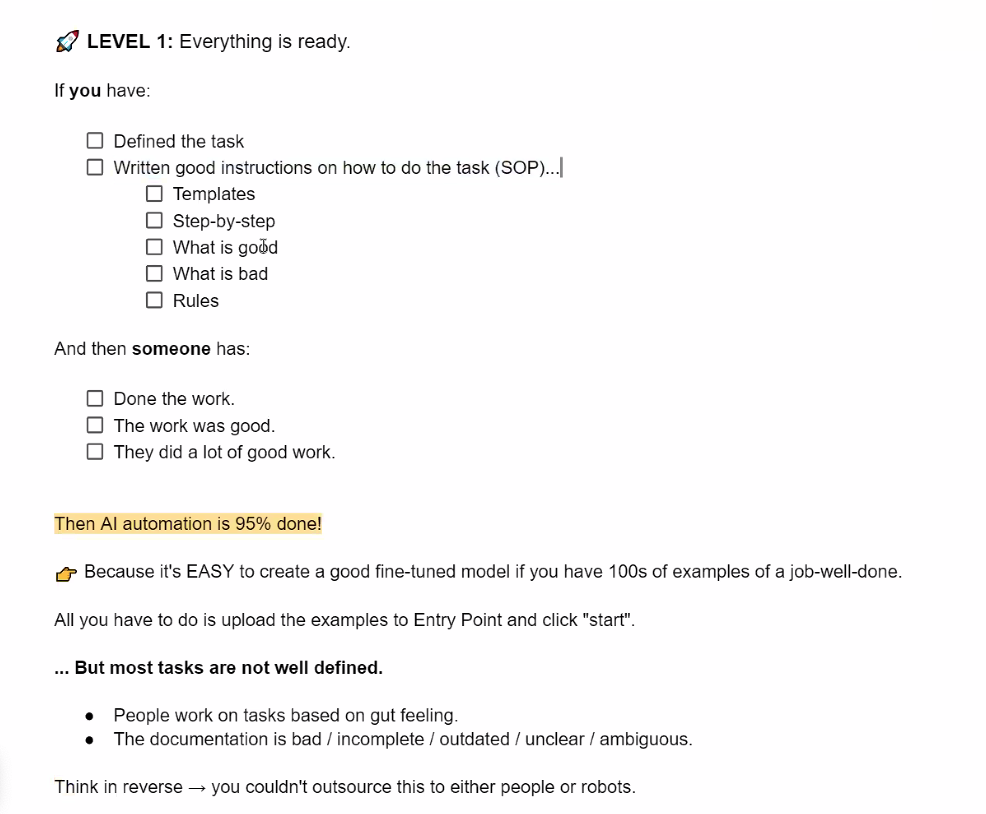 🚀 LEVEL 1: Everything is ready.
If you have:
☐ Defined the task
☐ Written good instructions on how to do the task (SOP)...
☐ Templates
☐ Step-by-step
☐ What is good
☐ What is bad
☐ Rules
And then someone has:
☐ Done the work.
☐ The work was good.
☐ They did a lot of good work.
Then AI automation is 95% done!
👉 Because it's EASY to create a good fine-tuned model if you have 100s of examples of a job-well-done.
All you have to do is upload the examples to Entry Point and click "start".
... But most tasks are not well defined.
● People work on tasks based on gut feeling.
● The documentation is bad / incomplete / outdated / unclear / ambiguous.
Think in reverse → you couldn't outsource this to either people or robots.